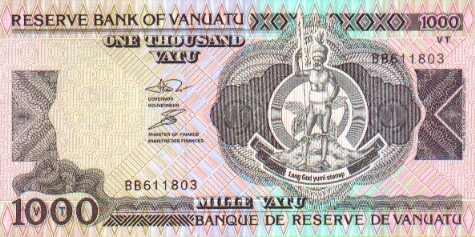 RESERVE BANK OF VANUATU
1000
VT
ONE THOUSAND
VATU
BB611803
GOVERNOR
GOUVERNEUR
MINISTER OF FINANCE
MINISTRE DES FINANCES
Long God yumi stanap
BB611803
1000
VT
MILLE VATU
BANQUE DE RESERVE DE VANUATU